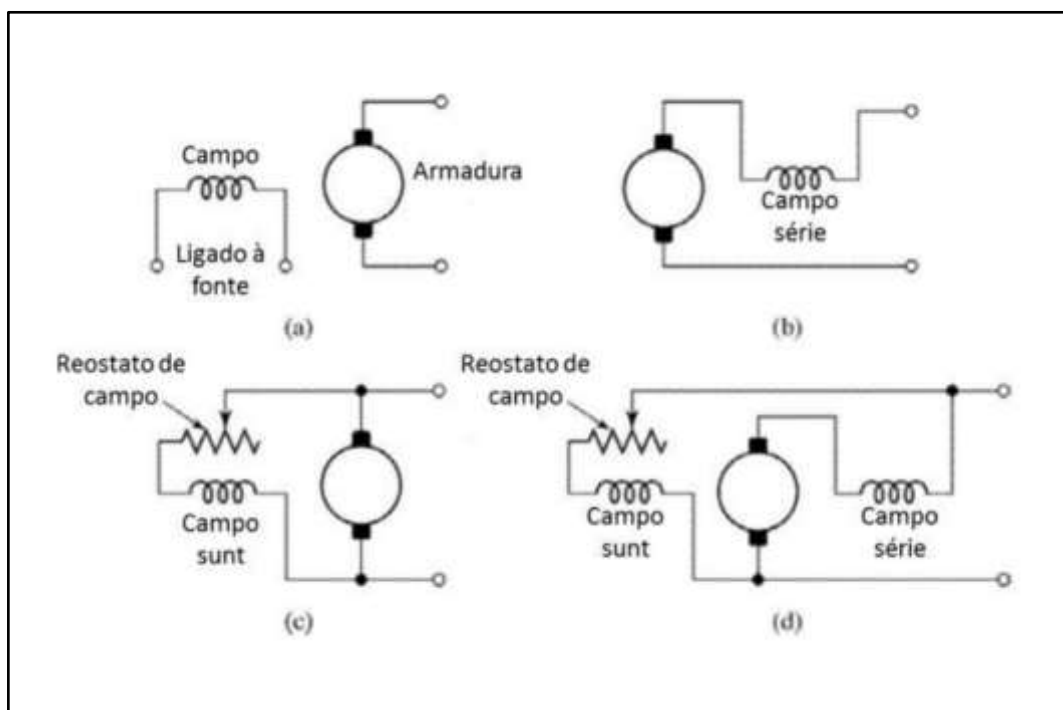 Campo
Armadura
Ligado à
fonte
(a)
Campo
série
(b)
Reostato de
campo
Campo
sunt
(c)
Reostato de
campo
Campo
sunt
Campo
série
(d)